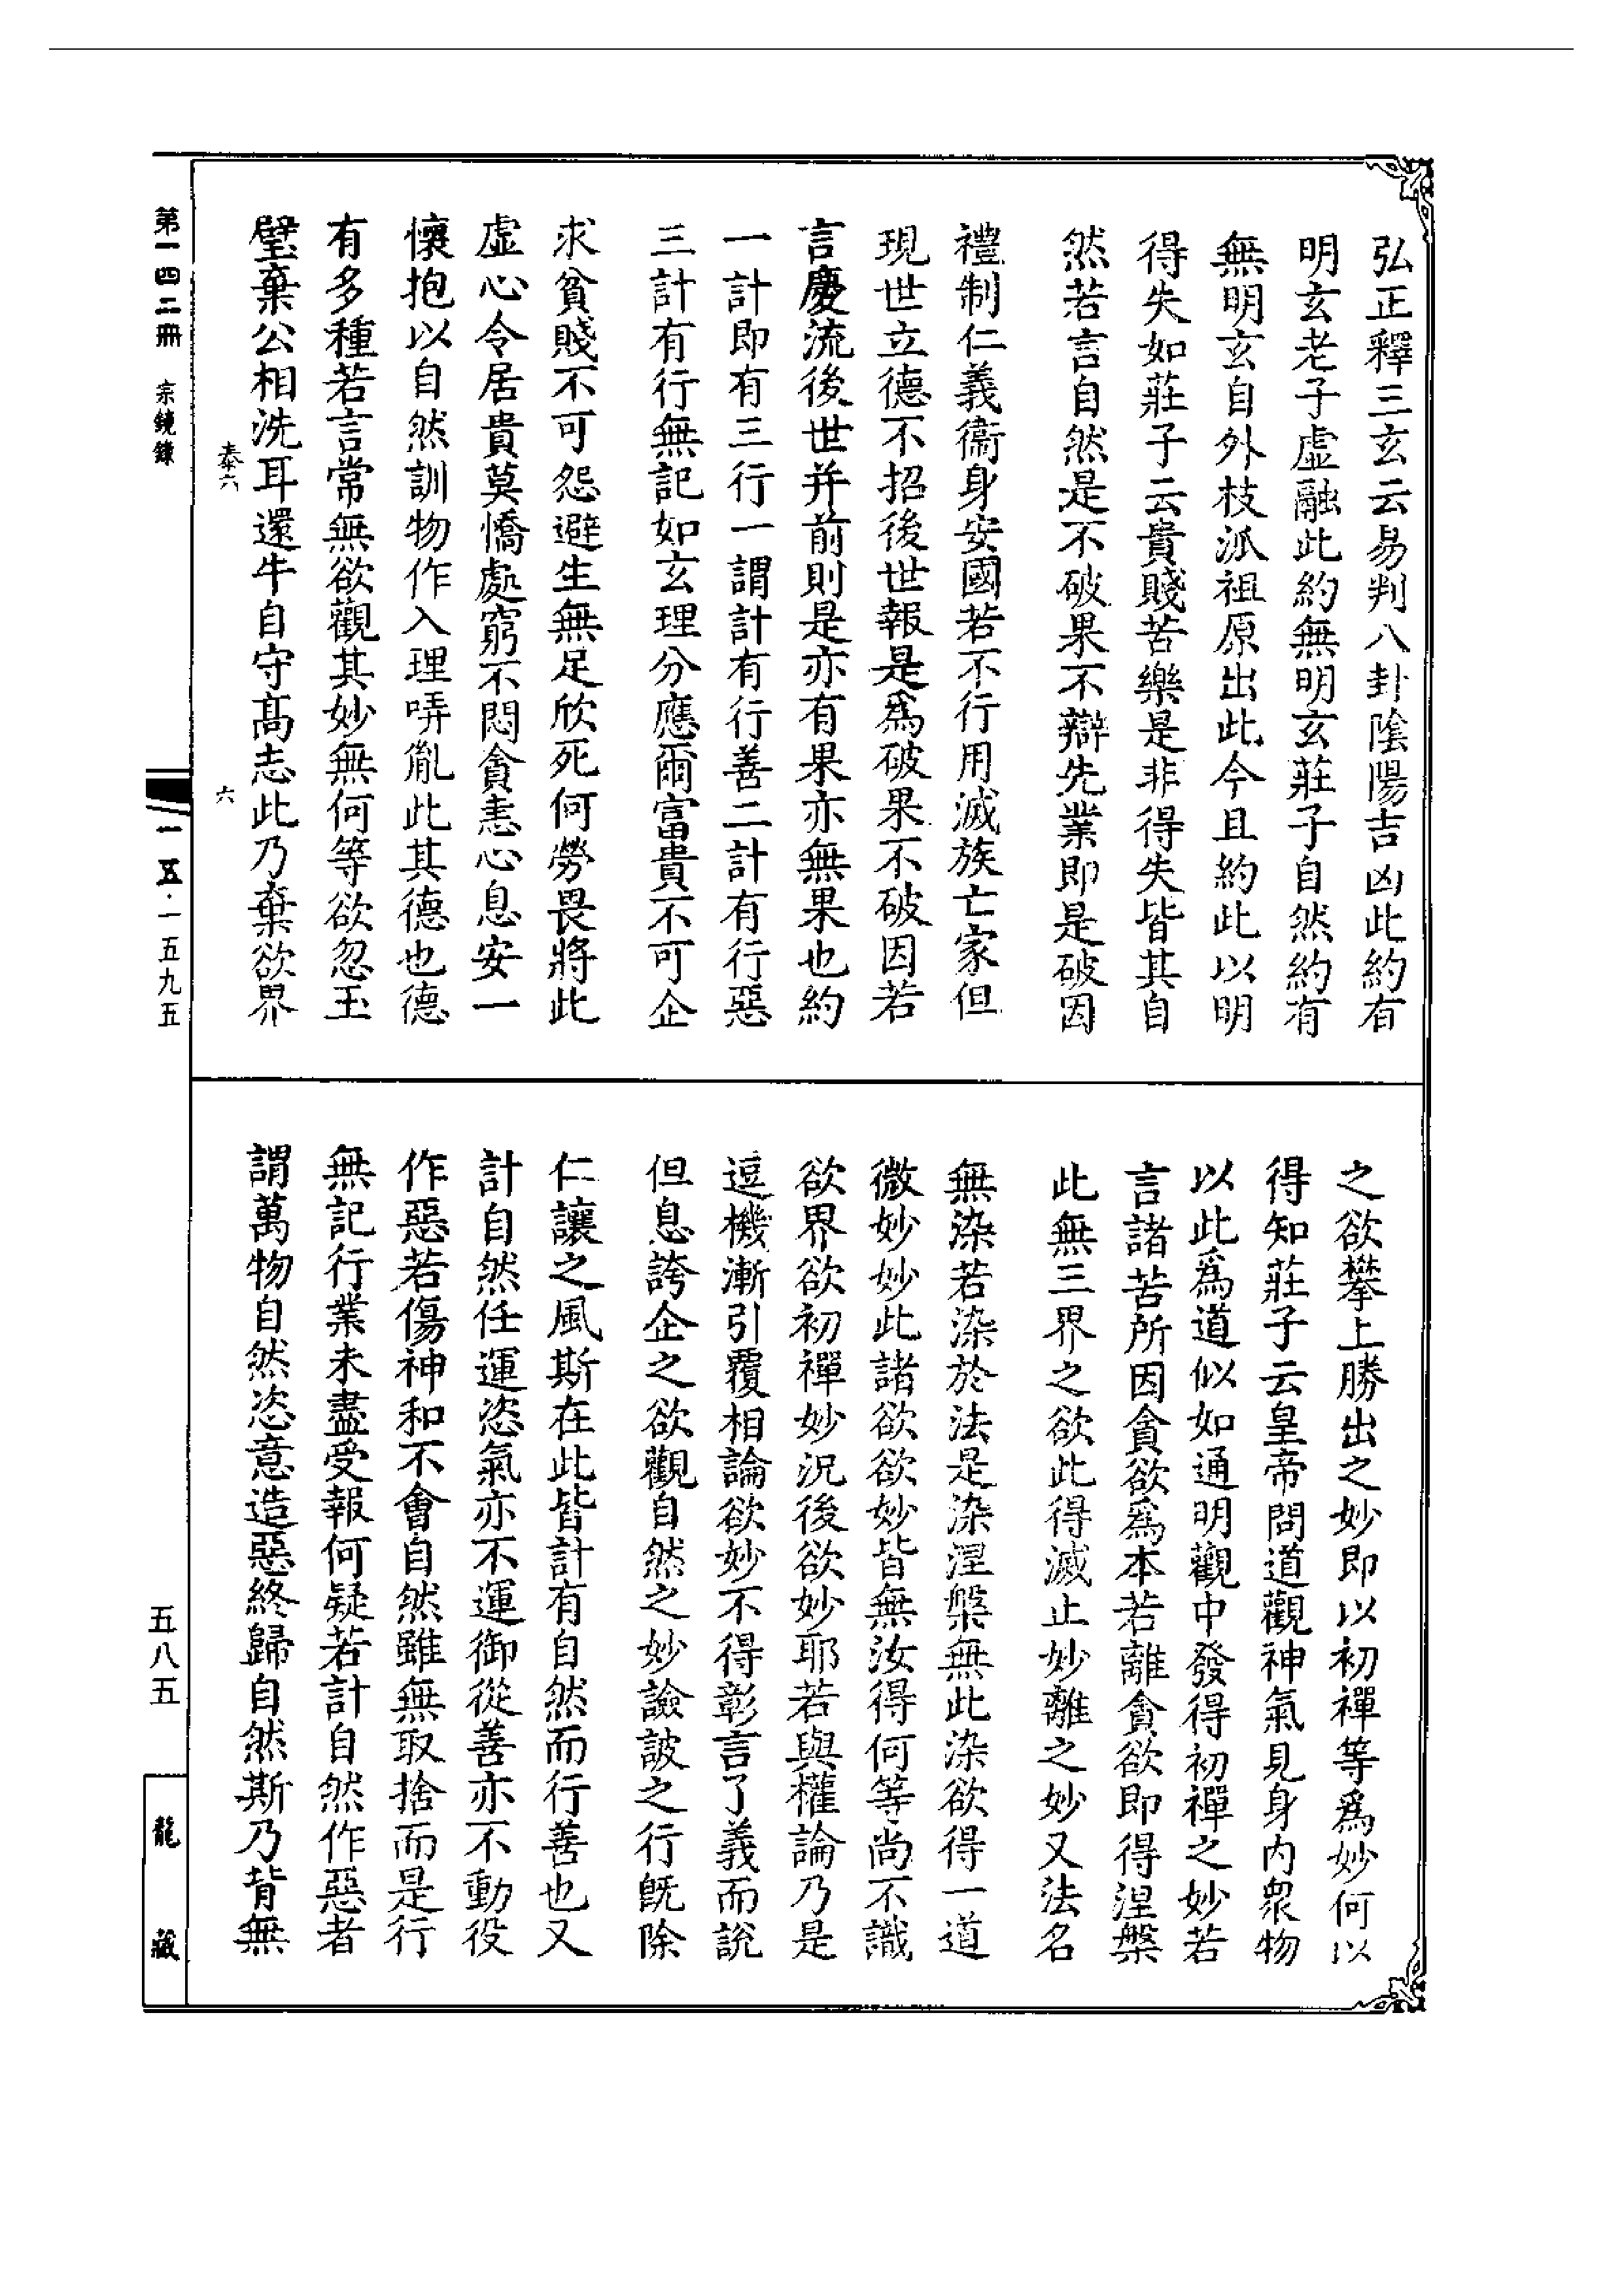 弘正釋三玄云易判八卦陰陽吉凶此約有
明玄老子虛融此約無明玄莊子自然約有
無明玄自外枝派祖原出此今且約此以明
得失如莊子云貴賤苦樂是非得失皆其自
然若言自然是不破果不辯先業即是破因
禮制仁義衞身安國若不行用滅族亡家但
現世立德不招後世報是爲破果不破因若
言慶流後世并前則是亦有果亦無果也約
一計即有三行一謂計有行善二計有行惡
三計有行無記如玄理分應爾富貴不可企
求貧賤不可怨避生無足欣死何勞畏將此
虛心令居貴莫憍處窮不悶貪恚心息安一
懷抱以自然訓物作入理哢胤此其德也德
有多種若言常無欲觀其妙無何等欲忽玉
璧棄公相洗耳還牛自守髙志此乃棄欲界
之欲攀上勝出之妙即以初禪等爲妙何以
得知莊子云皇帝問道觀神氣見身內衆物
以此爲道似如通明觀中發得初禪之妙若
言諸苦所因貪欲爲本若離貪欲即得涅槃
此無三界之欲此得滅止妙離之妙又法名
無染若染於法是染涅槃無此染欲得一道
微妙妙此諸欲欲妙皆無汝得何等尚不識
欲界欲初禪妙況後欲妙耶若與權論乃是
逗機漸引覆相論欲妙不得彰言了義而說
但息誇企之欲觀自然之妙譣詖之行既除
仁讓之風斯在此皆計有自然而行善也又
計自然任運恣氣亦不運御從善亦不動役
作惡若傷神和不會自然雖無取捨而是行
無記行業未盡受報何疑若計自然作惡者
謂萬物自然恣意造惡終歸自然斯乃背無
第一四二冊 宗鏡錄
秦六
六
一五·一五九五
五八五
龍藏